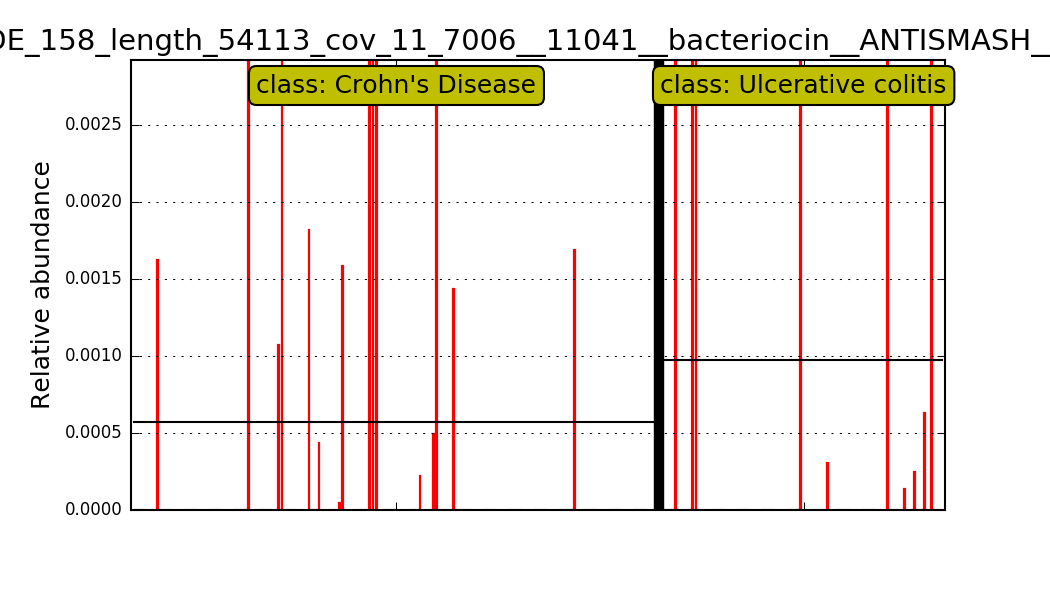 DE_158_length_54113_cov_11_7006__11041__bacteriocin__ANTISMASH__
class: Crohn's Disease class: Ulcerative colitis
0.0025
0.0020
0.0015
0.0010
0.0005
0.0000
Relative abundance